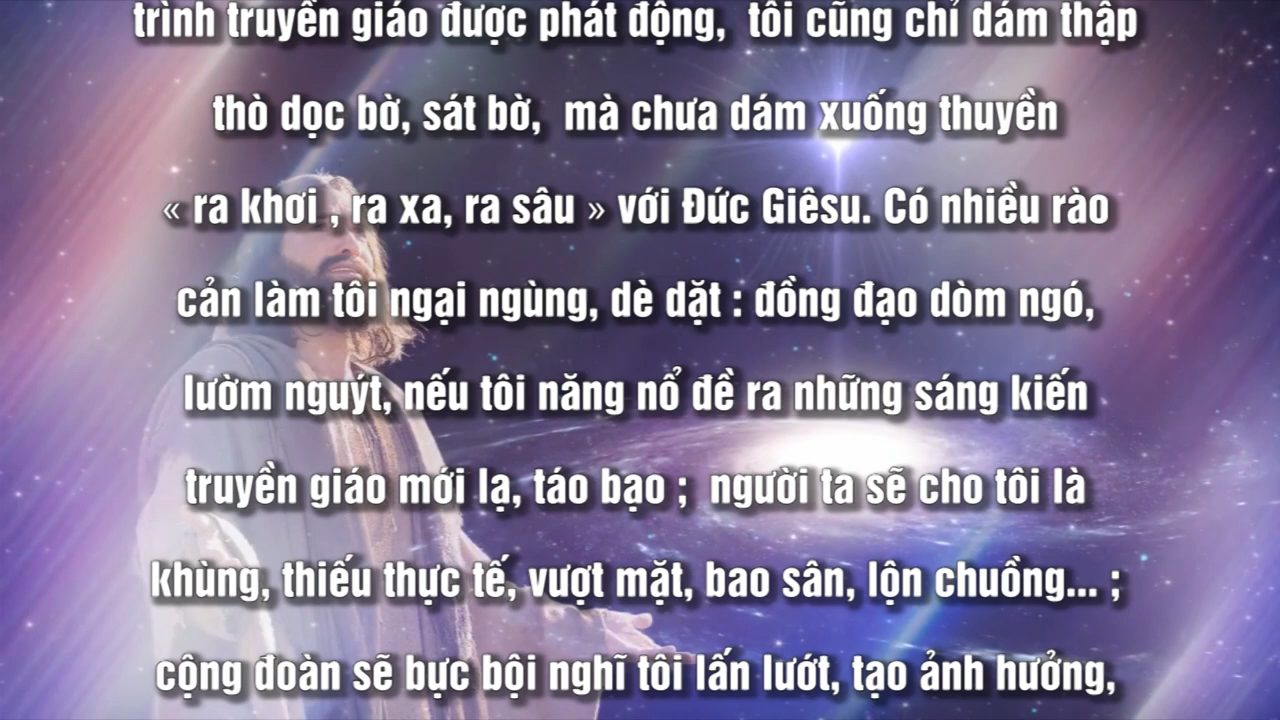 trình truyền giáo được phát động, tôi cũng chỉ dám thập
thò dọc bờ, sát bờ, mà chưa dám xuống thuyền
« ra khơi , ra xa, ra sâu » với Đức Giêsu. Có nhiều rào
cản làm tôi ngại ngùng, dè dặt : đồng đạo dòm ngó,
lườm nguýt, nếu tôi năng nổ đề ra những sáng kiến
truyền giáo mới lạ, táo bạo ; người ta sẽ cho tôi là
khùng, thiếu thực tế, vượt mặt, bao sân, lộn chuồng... ;
cộng đoàn sẽ bực bội nghĩ tôi lấn lướt, tạo ảnh hưởng,